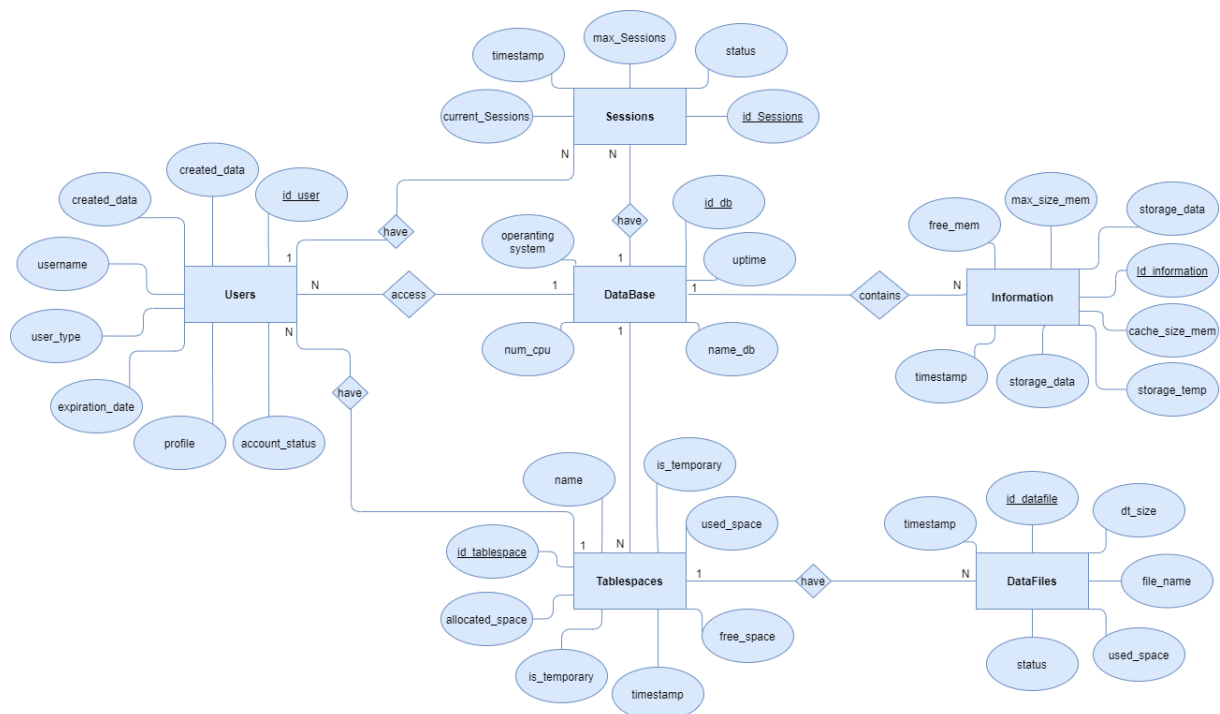 max_Sessions
timestamp
status
current_Sessions
Sessions
id_Sessions
N
N
created_data
created_data
id_user
have
have
id_db
operanting
system
uptime
max_size_mem
free_mem
storage_data
username
Users
1
N
access
1
1
DataBase
1
contains
N
Information
Id_information
user_type
N
num_cpu
1
name_db
cache_size_mem
timestamp
storage_data
storage_temp
expiration_date
have
profile
account_status
name
is_temporary
used_space
id_tablespace
1
N
Tablespaces
1
have
N
DataFiles
timestamp
id_datafile
dt_size
file_name
allocated_space
is_temporary
timestamp
free_space
status
used_space